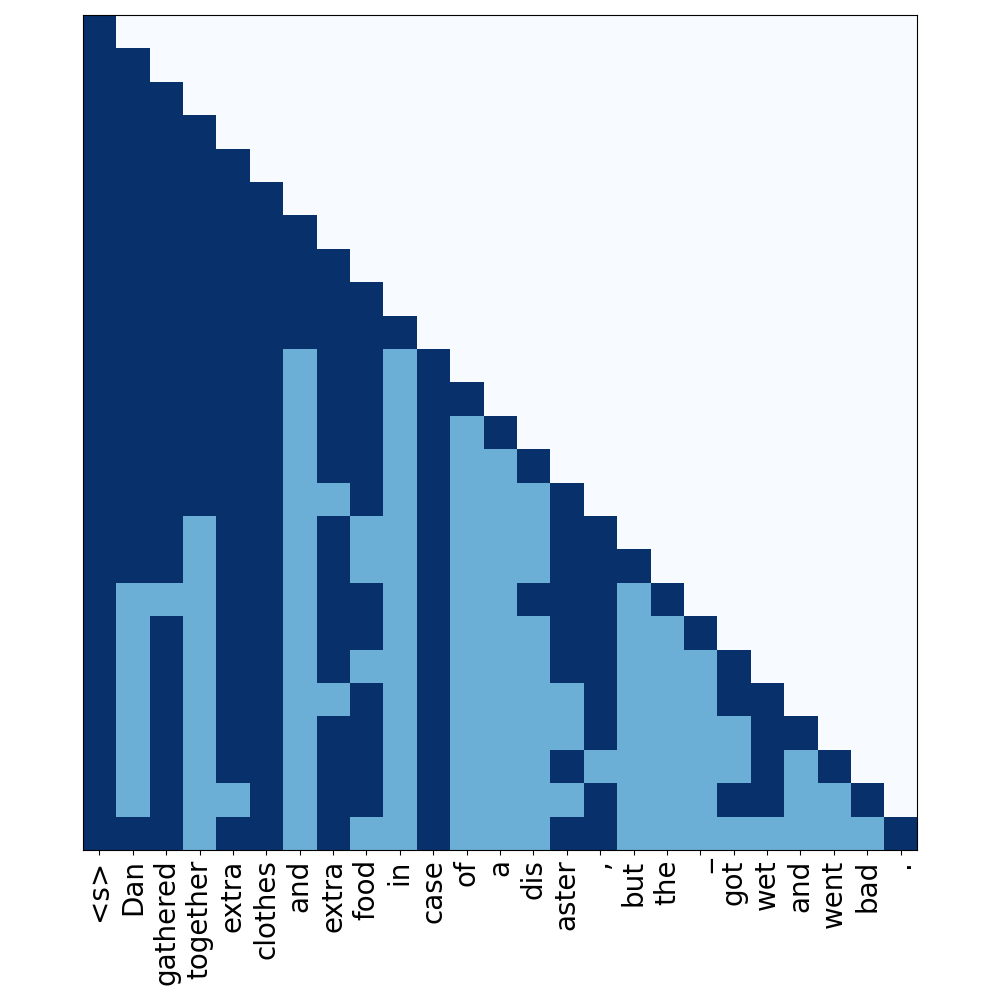 <s> Dan gathered together extra clothes and extra food in case of a dis aster , but the _ got wet and went bad .